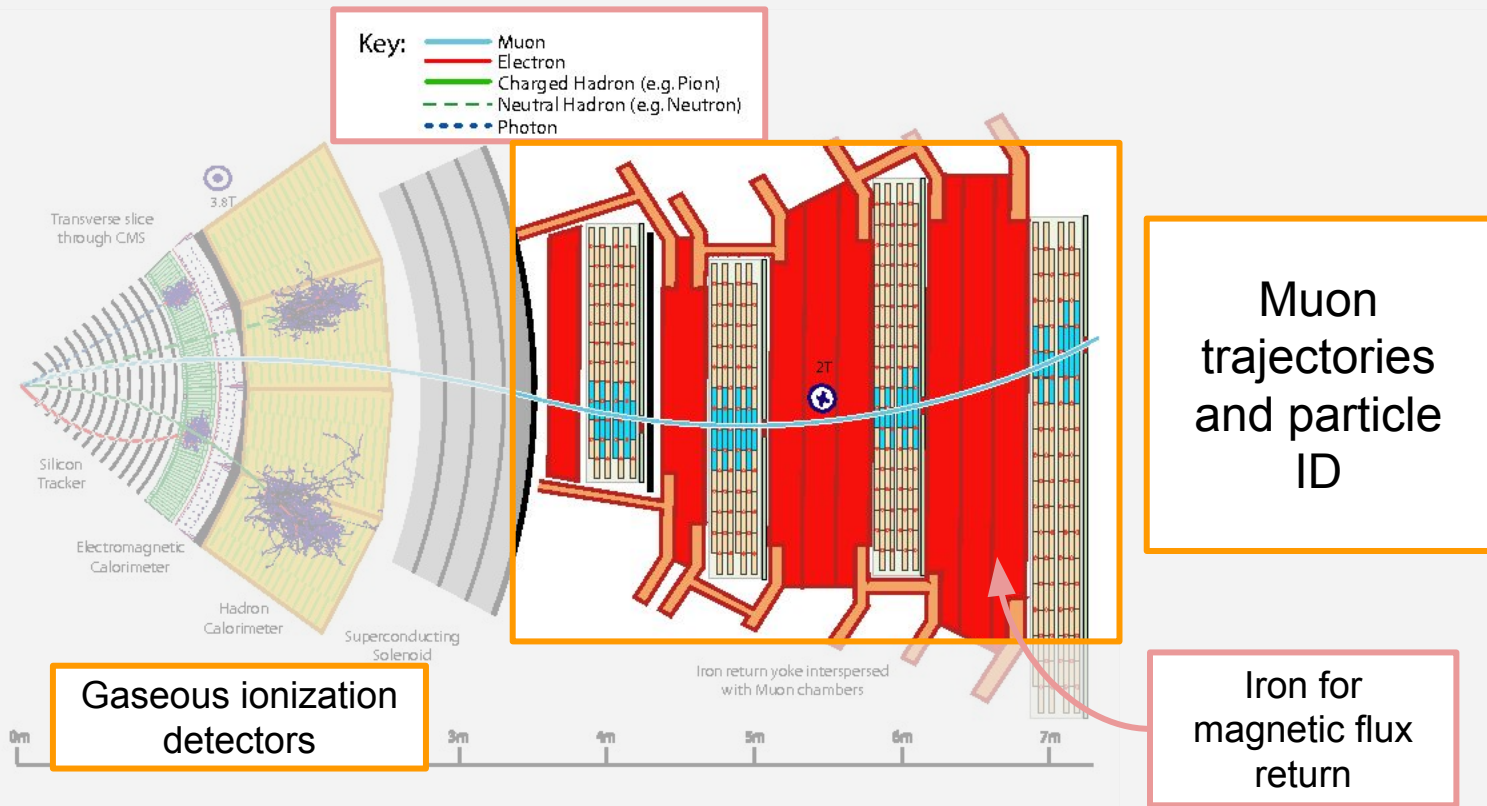 Key:
Muon
Electron
Charged Hadron (e.g. Pion)
Neutral Hadron (e.g. Neutron)
Photon
3.8T
Transverse slice
through CMS
2T
Muon
trajectories
and particle
ID
Silicon
Tracker
Electromagnetic
Calorimeter
Hadron
Calorimeter
Superconducting
Solenoid
Iron return yoke interspersed
with Muon chambers
Gaseous ionization
detectors
Iron for
magnetic flux
return
0m
3m
4m
5m
6m
7m